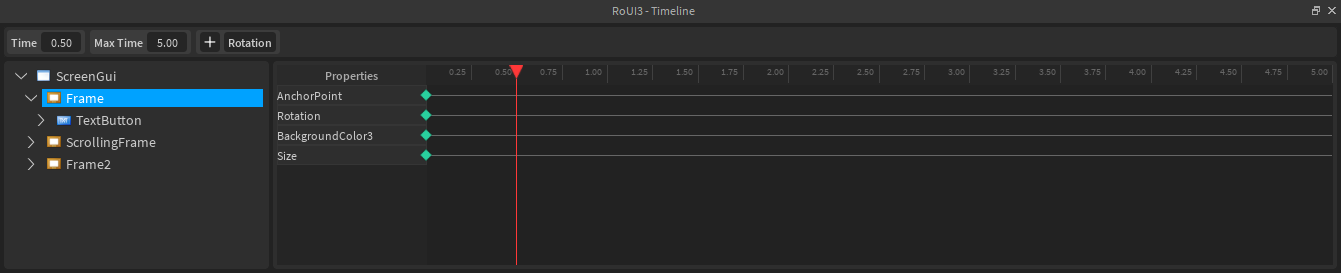 RoUI3 - Timeline
Time 0.50 Max Time 5.00 + Rotation
ScreenGui
Frame
TextButton
ScrollingFrame
Frame2
Properties 0.25 0.50 0.75 1.00 1.25 1.50 1.75 2.00 2.25 2.50 2.75 3.00 3.25 3.50 3.75 4.00 4.25 4.50 4.75 5.00
AnchorPoint
Rotation
BackgroundColor3
Size